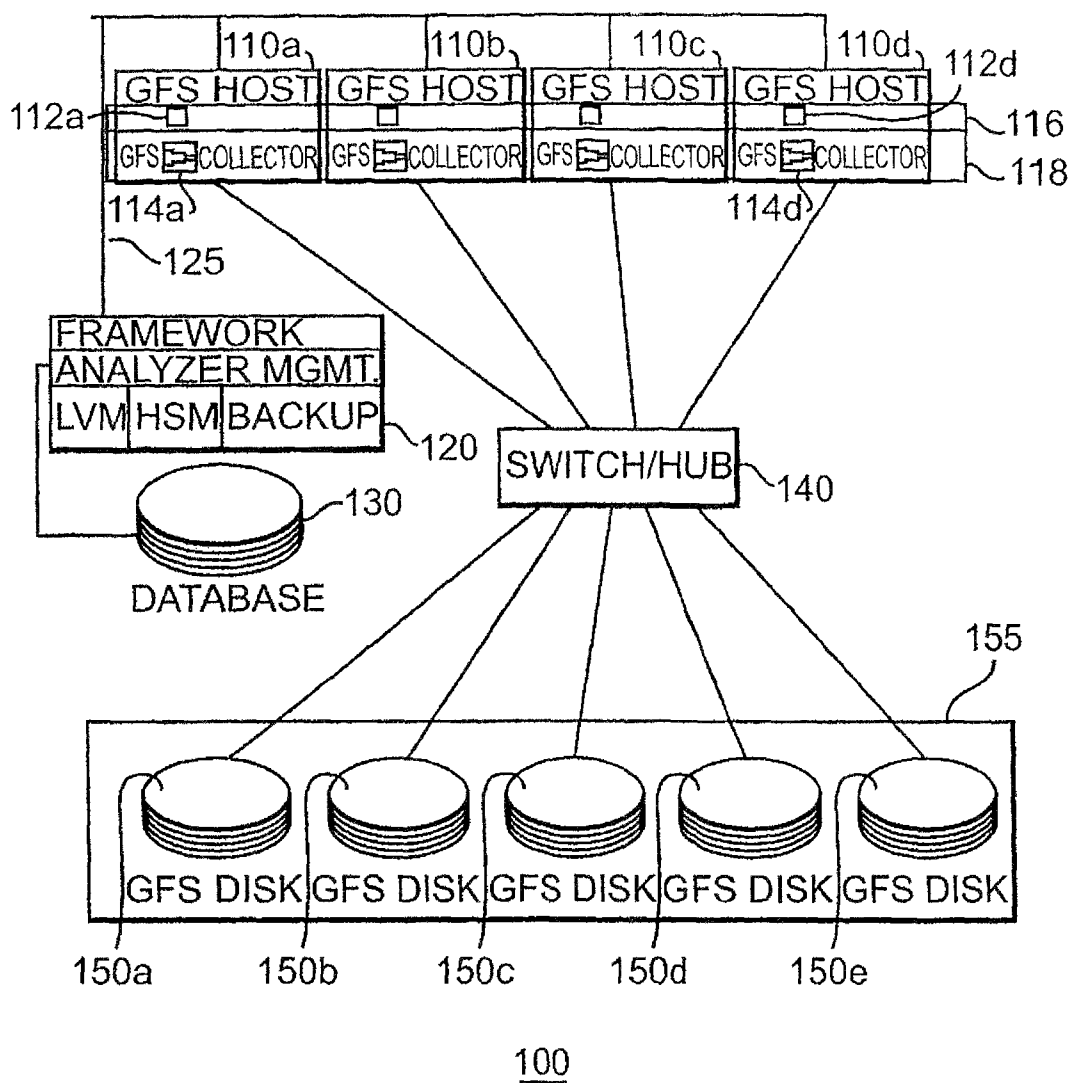 110a 110b 110c 110d
GFS HOST GFS HOST GFS HOST GFS HOST 112d
112a 116
GFS COLLECTOR GFS COLLECTOR GFS COLLECTOR GFS COLLECTOR 118
114a 114d
125
FRAMEWORK
ANALYZER MGMT.
LVM HSM BACKUP
120
SWITCH/HUB
140
130
DATABASE
155
GFS DISK GFS DISK GFS DISK GFS DISK GFS DISK
150a 150b 150c 150d 150e
100